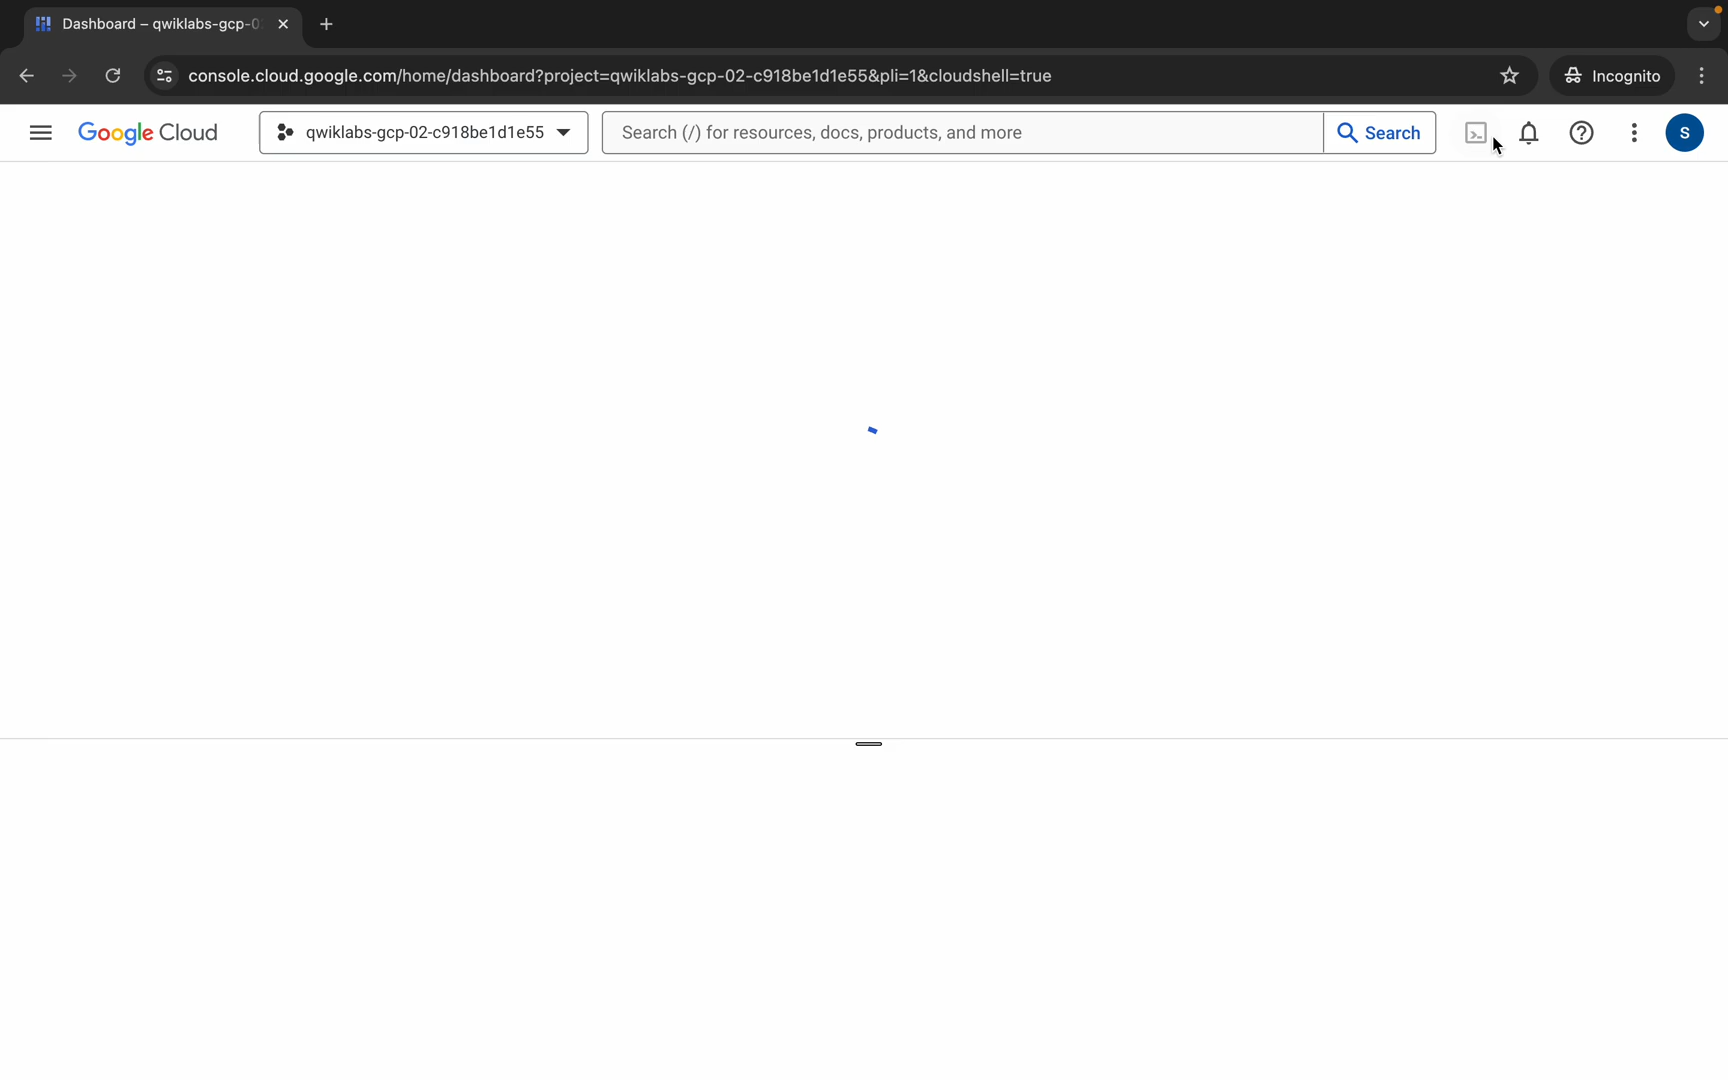 Dashboard – qwiklabs-gcp-0
console.cloud.google.com/home/dashboard?project=qwiklabs-gcp-02-c918be1d1e55&pli=1&cloudshell=true
Incognito
Google Cloud
qwiklabs-gcp-02-c918be1d1e55
Search (/) for resources, docs, products, and more
Search
S